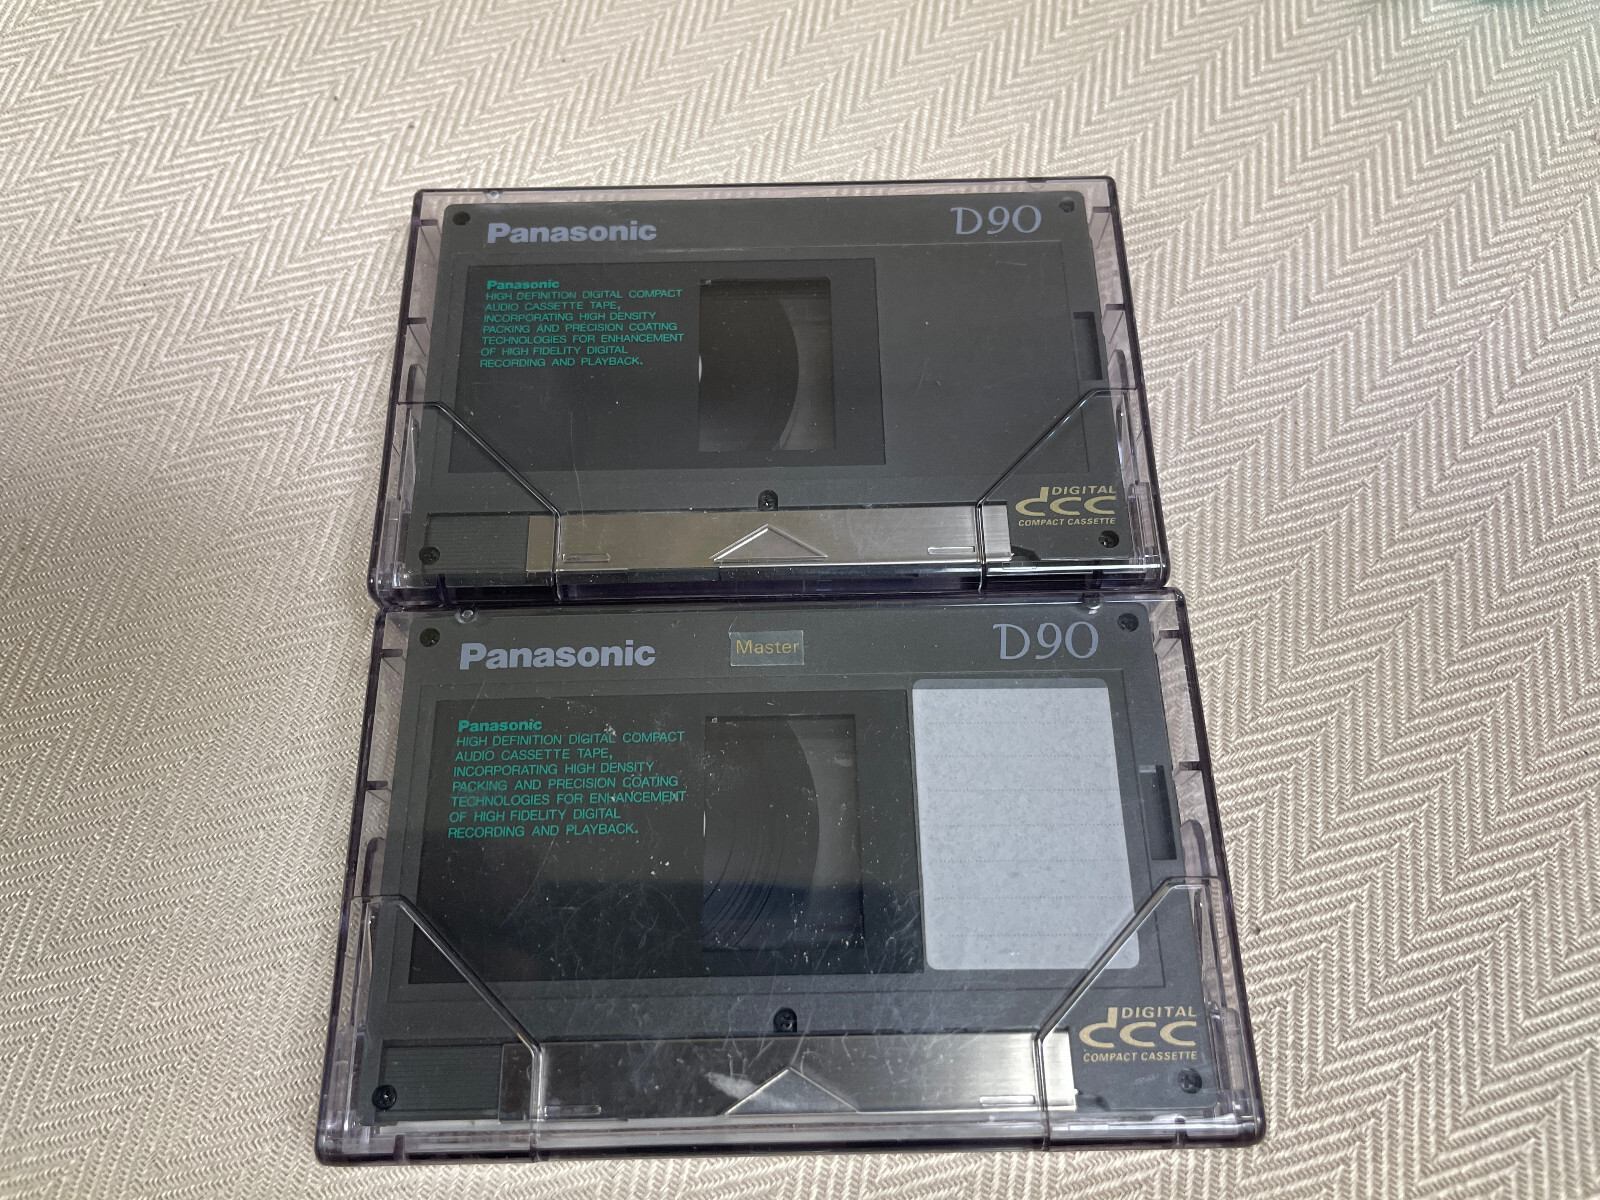 Panasonic D90
Panasonic
HIGH DEFINITION DIGITAL COMPACT
AUDIO CASSETTE TAPE,
INCORPORATING HIGH DENSITY
PACKING AND PRECISION COATING
TECHNOLOGIES FOR ENHANCEMENT
OF HIGH FIDELITY DIGITAL
RECORDING AND PLAYBACK.
DIGITAL
dcc
COMPACT CASSETTE
Panasonic Master D90
Panasonic
HIGH DEFINITION DIGITAL COMPACT
AUDIO CASSETTE TAPE,
INCORPORATING HIGH DENSITY
PACKING AND PRECISION COATING
TECHNOLOGIES FOR ENHANCEMENT
OF HIGH FIDELITY DIGITAL
RECORDING AND PLAYBACK.
DIGITAL
dcc
COMPACT CASSETTE